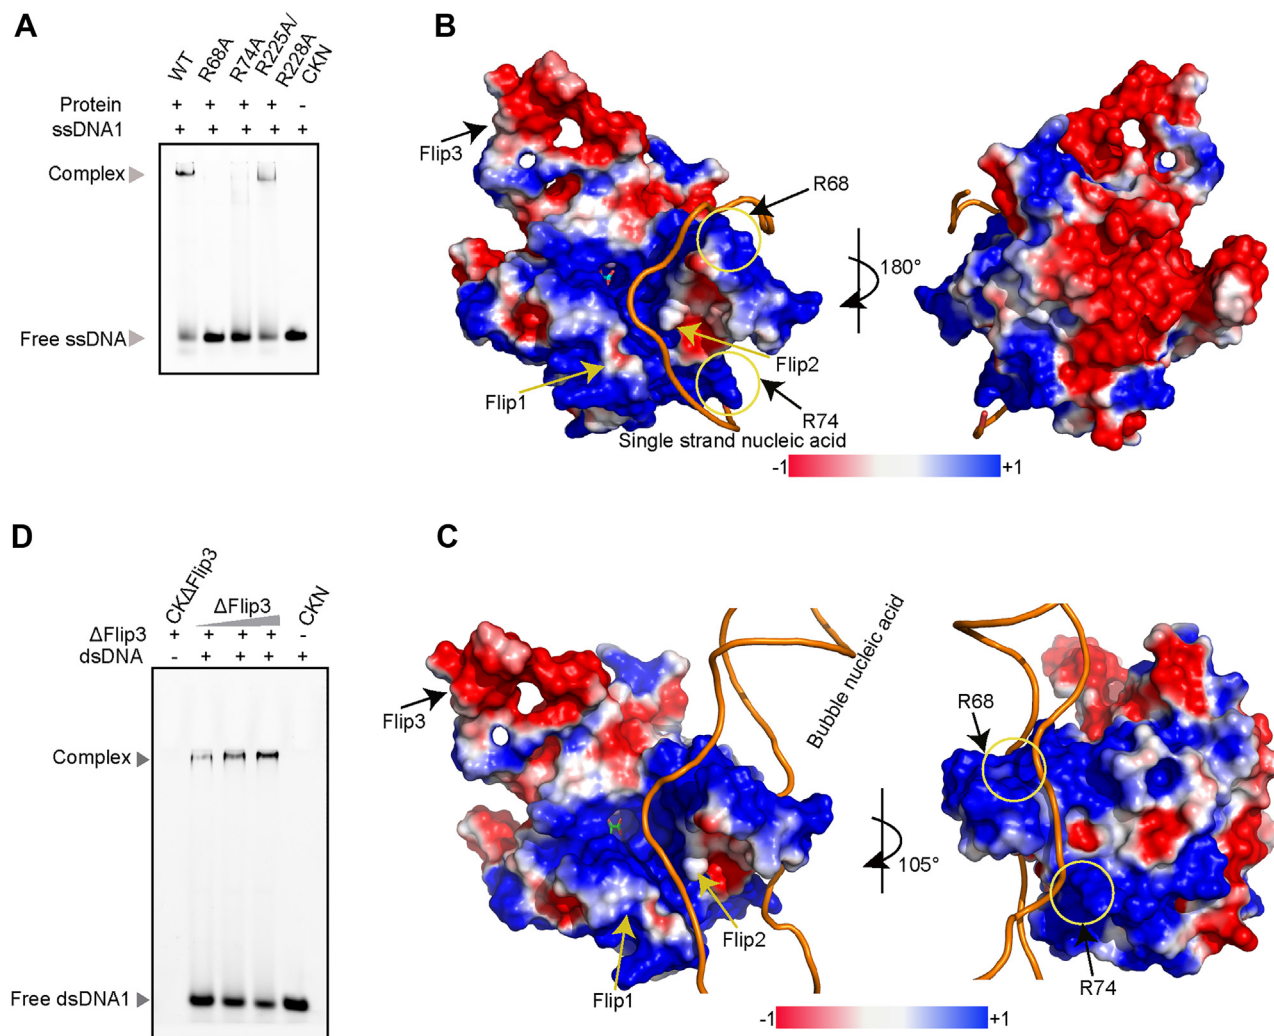 A
WT
R68A
R74A
R225A/
R228A
CKN
Protein + + + + -
ssDNA1 + + + + +
Complex
Free ssDNA
B
Flip3
R68
180°
Flip2
Flip1
R74
Single strand nucleic acid
-1 +1
D
CKΔFlip3
ΔFlip3
CKN
ΔFlip3 + + + + -
dsDNA - + + + +
Complex
Free dsDNA1
C
Bubble nucleic acid
Flip3
R68
105°
Flip2
Flip1
R74
-1 +1